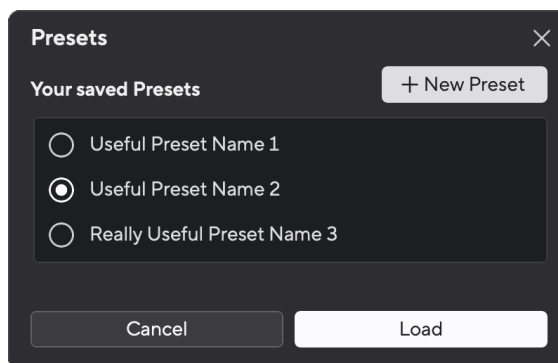 Presets
Your saved Presets
+ New Preset
Useful Preset Name 1
Useful Preset Name 2
Really Useful Preset Name 3
Cancel
Load